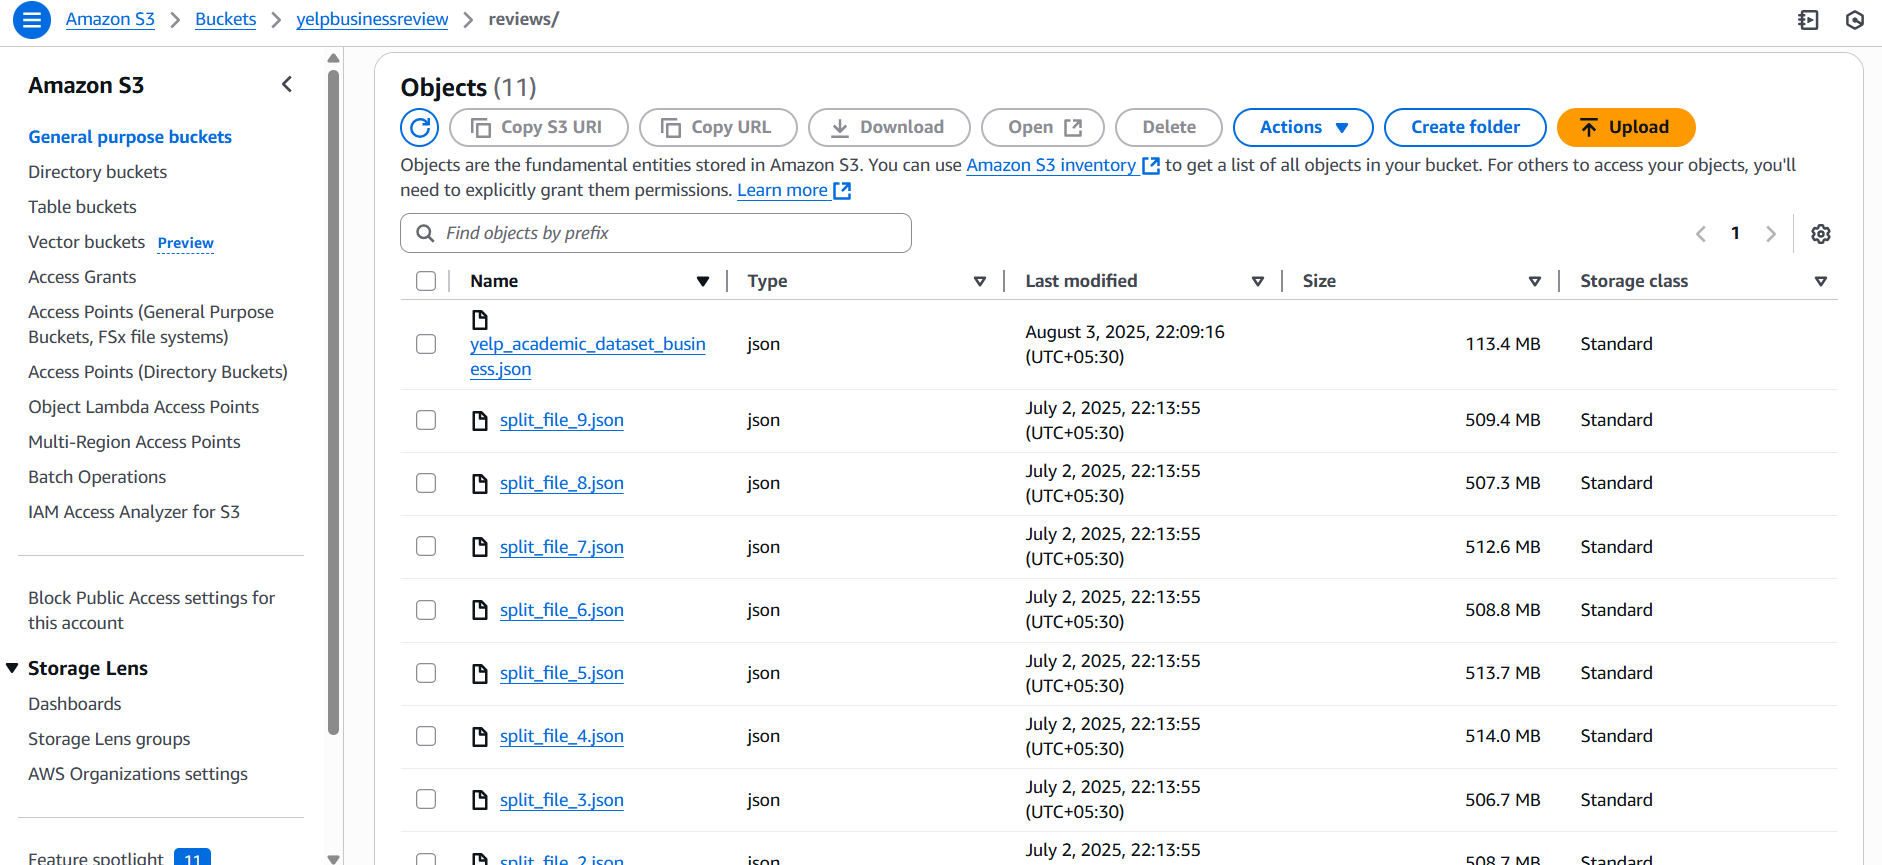 Amazon S3 > Buckets > yelpbusinessreview > reviews/
Amazon S3
General purpose buckets
Directory buckets
Table buckets
Vector buckets Preview
Access Grants
Access Points (General Purpose
Buckets, FSx file systems)
Access Points (Directory Buckets)
Object Lambda Access Points
Multi-Region Access Points
Batch Operations
IAM Access Analyzer for S3
Block Public Access settings for
this account
Storage Lens
Dashboards
Storage Lens groups
AWS Organizations settings
Feature spotlight 11
Objects (11)
Copy S3 URI Copy URL Download Open Delete Actions Create folder Upload
Objects are the fundamental entities stored in Amazon S3. You can use Amazon S3 inventory to get a list of all objects in your bucket. For others to access your objects, you'll
need to explicitly grant them permissions. Learn more
Find objects by prefix
1
Name Type Last modified Size Storage class
yelp_academic_dataset_busin
ess.json
json
August 3, 2025, 22:09:16
(UTC+05:30)
113.4 MB
Standard
split_file_9.json
json
July 2, 2025, 22:13:55
(UTC+05:30)
509.4 MB
Standard
split_file_8.json
json
July 2, 2025, 22:13:55
(UTC+05:30)
507.3 MB
Standard
split_file_7.json
json
July 2, 2025, 22:13:55
(UTC+05:30)
512.6 MB
Standard
split_file_6.json
json
July 2, 2025, 22:13:55
(UTC+05:30)
508.8 MB
Standard
split_file_5.json
json
July 2, 2025, 22:13:55
(UTC+05:30)
513.7 MB
Standard
split_file_4.json
json
July 2, 2025, 22:13:55
(UTC+05:30)
514.0 MB
Standard
split_file_3.json
json
July 2, 2025, 22:13:55
(UTC+05:30)
506.7 MB
Standard
split_file_2.json
json
July 2, 2025, 22:13:55
508.7 MB
Standard